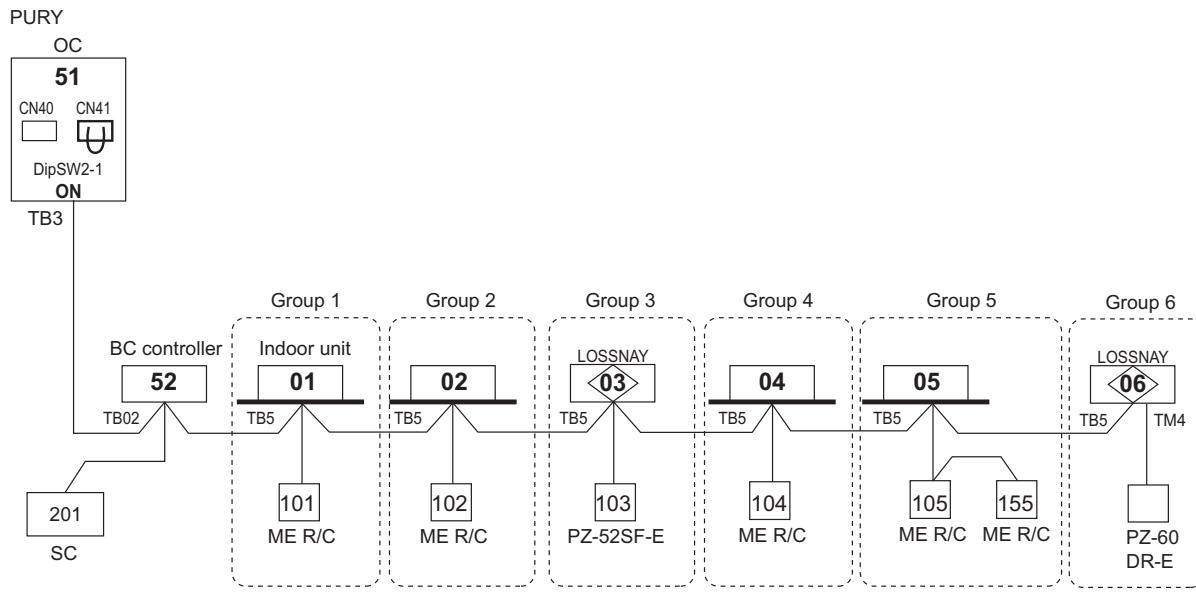 PURY
OC
51
CN40 CN41
DipSW2-1
ON
TB3
Group 1 Group 2 Group 3 Group 4 Group 5 Group 6
BC controller Indoor unit LOSSNAY LOSSNAY
52 01 02 03 04 05 06
TB02 TB5 TB5 TB5 TB5 TB5 TB5 TM4
201 101 102 103 104 105 155
SC ME R/C ME R/C PZ-52SF-E ME R/C ME R/C ME R/C PZ-60
DR-E